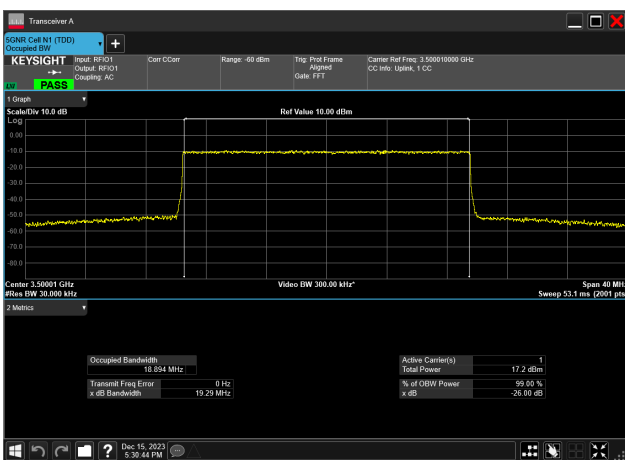 Transceiver A
5GNR Cell N1 (TDD)
Occupied BW
KEYSIGHT
PASS
Input: RFIO1
Output: RFIO1
Coupling: AC
Corr CCorr
Range: -60 dBm
Trig: Prot Frame
Aligned
Gate: FFT
Carrier Ref Freq: 3.500010000 GHz
CC Info: Uplink, 1 CC
1 Graph
Scale/Div 10.0 dB
Ref Value 10.00 dBm
Log
0.00
-10.0
-20.0
-30.0
-40.0
-50.0
-60.0
-70.0
-80.0
Center 3.50001 GHz
Video BW 300.00 kHz*
Span 40 MHz
#Res BW 30.000 kHz
Sweep 53.1 ms (2001 pts
2 Metrics
Occupied Bandwidth
18.894 MHz
Transmit Freq Error 0 Hz
x dB Bandwidth 19.29 MHz
Active Carrier(s) 1
Total Power 17.2 dBm
% of OBW Power 99.00 %
x dB -26.00 dB
Dec 15, 2023
5:30:44 PM